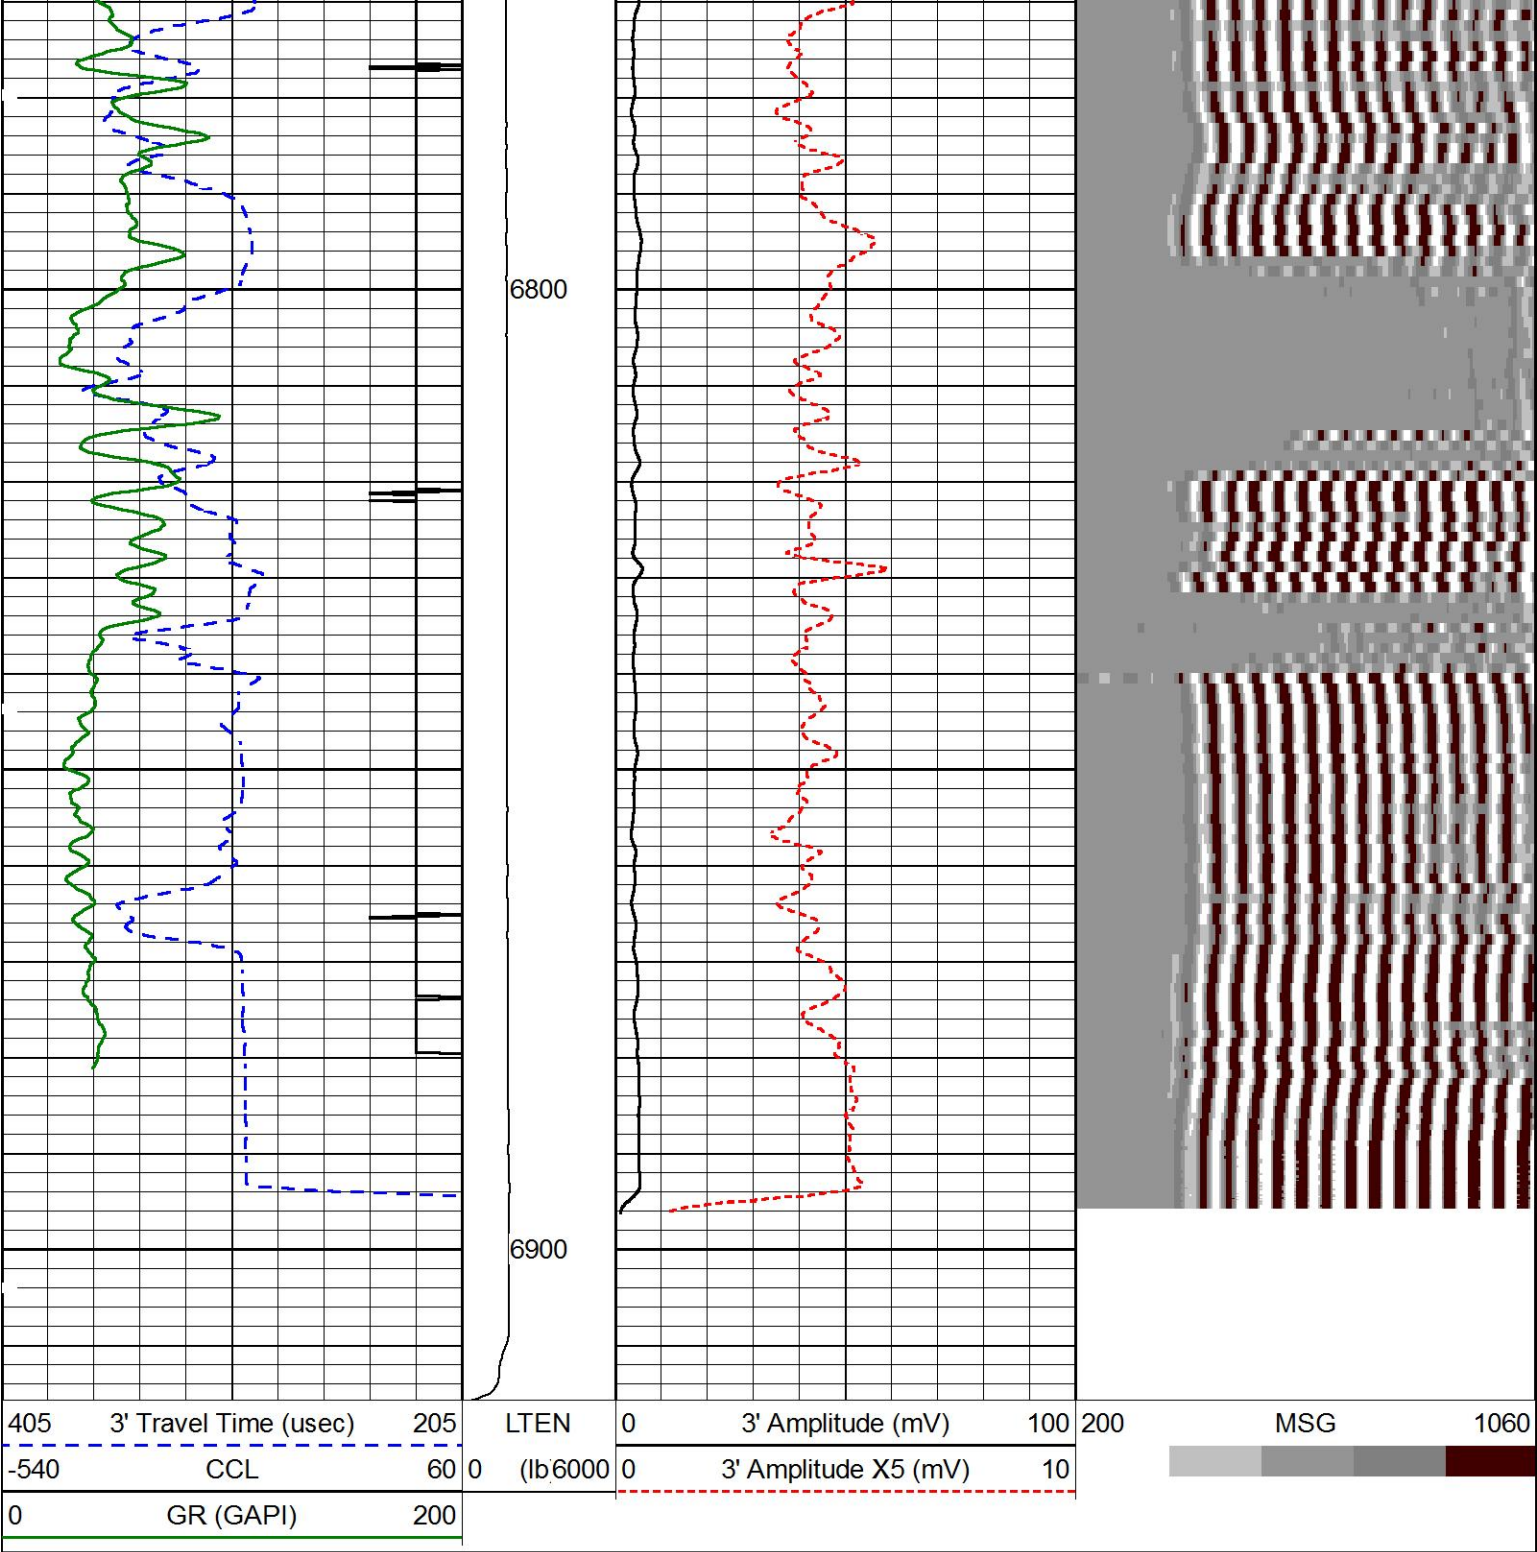 6800
6900
405 3' Travel Time (usec) 205 LTEN 0 3' Amplitude (mV) 100 200 MSG 1060
-540 CCL 60 0 (lb 6000 0 3' Amplitude X5 (mV) 10
0 GR (GAPI) 200